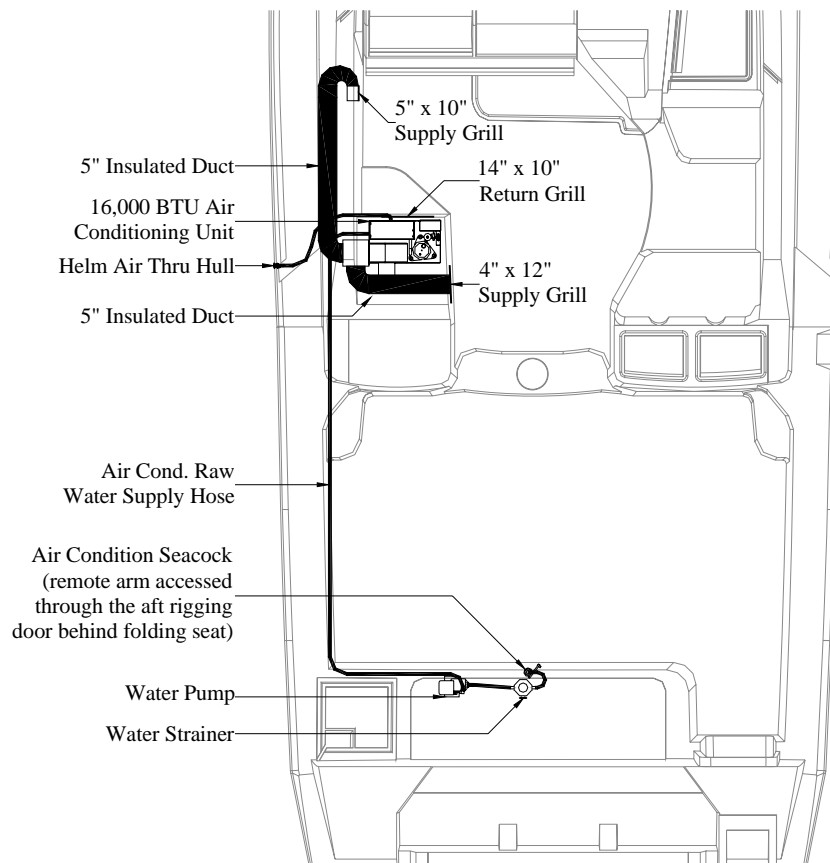 5" x 10"
Supply Grill
5" Insulated Duct
14" x 10"
Return Grill
16,000 BTU Air
Conditioning Unit
Helm Air Thru Hull
4" x 12"
Supply Grill
5" Insulated Duct
Air Cond. Raw
Water Supply Hose
Air Condition Seacock
(remote arm accessed
through the aft rigging
door behind folding seat)
Water Pump
Water Strainer